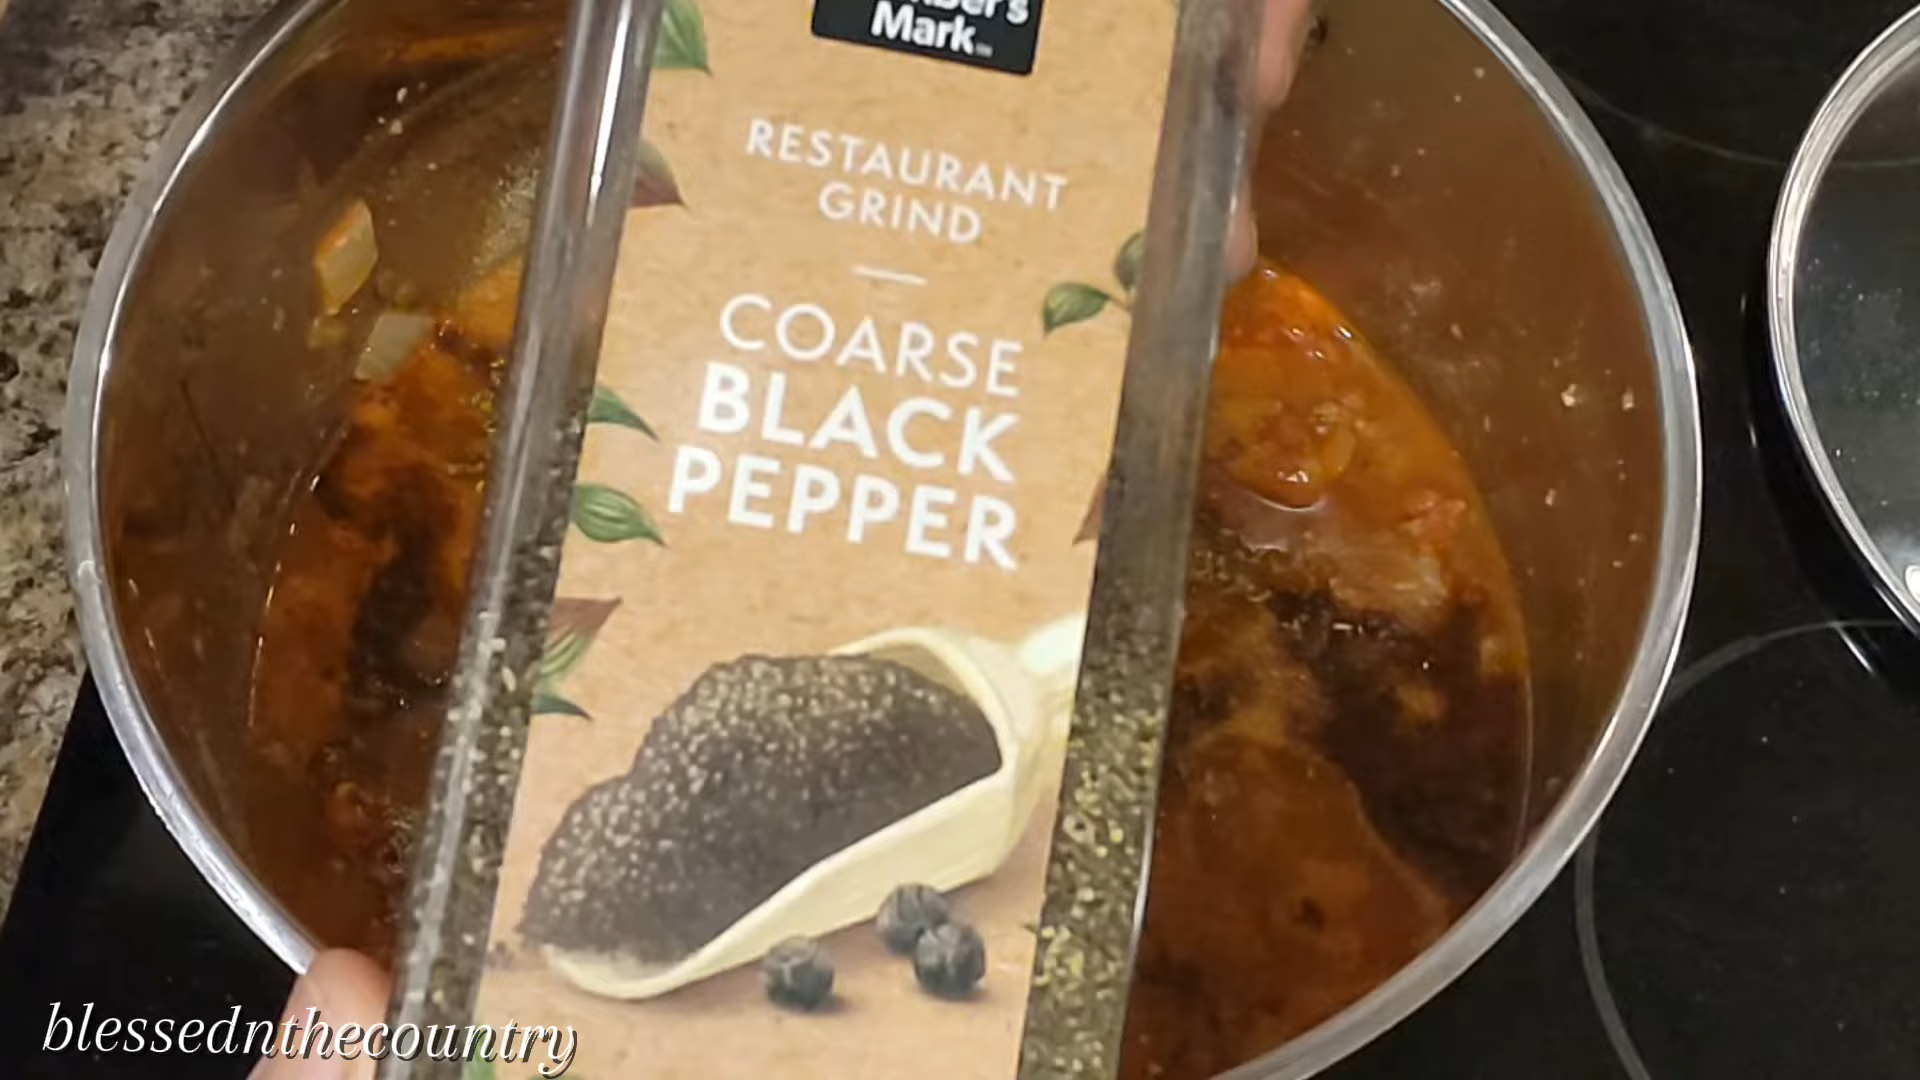 Mark
RESTAURANT
GRIND
COARSE
BLACK
PEPPER
blessednthecountry